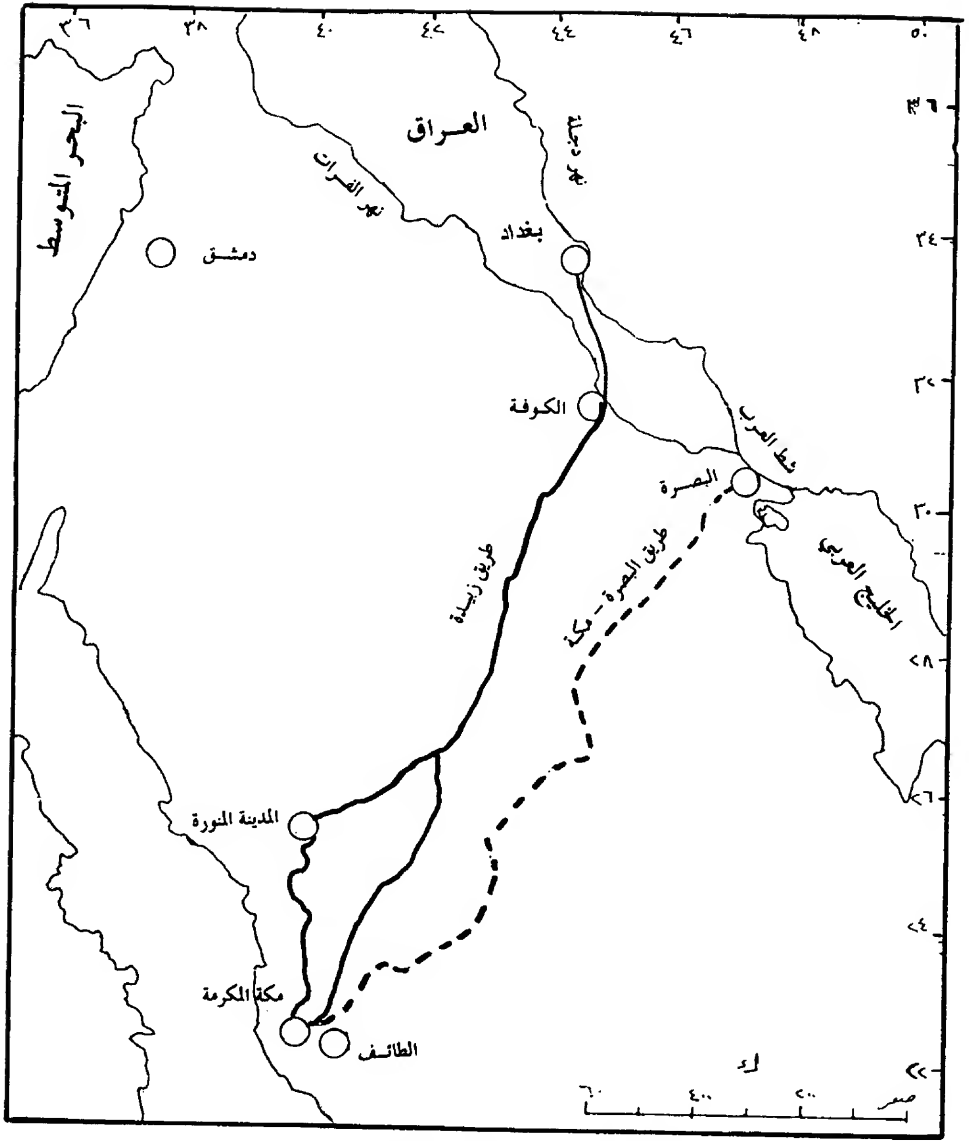 ٣٦ ٣٨ ٤٠ ٤٢ ٤٤ ٤٦ ٤٨ ٥٠
٣٦
البحر المتوسط
العراق
نهر دجلة
نهر الفرات
٣٤
بغداد
دمشق
٣٢
الكوفة
شط العرب
البصرة
٣٠
طريق زبيدة
طريق البصرة - مكة
الخليج العربي
٢٨
٢٦
المدينة المنورة
٢٤
مكة المكرمة
الطائف
٢٢
صفر ٢٠٠ ٤٠٠